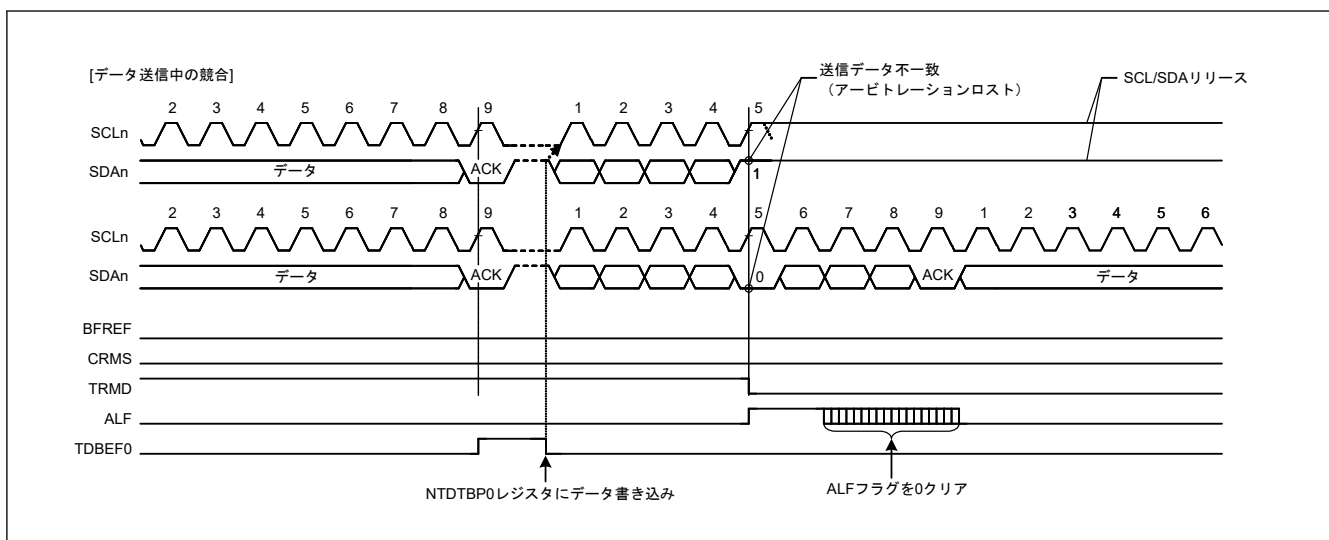 [データ送信中の競合]
送信データ不一致
（アービトレーションロスト）
SCL/SDAリリース
2 3 4 5 6 7 8 9 1 2 3 4 5
SCLn
SDAn データ ACK 1
2 3 4 5 6 7 8 9 1 2 3 4 5 6 7 8 9 1 2 3 4 5 6
SCLn
SDAn データ ACK 0 ACK データ
BFREF
CRMS
TRMD
ALF
TDBEF0
NTDTBP0レジスタにデータ書き込み
ALFフラグを0クリア